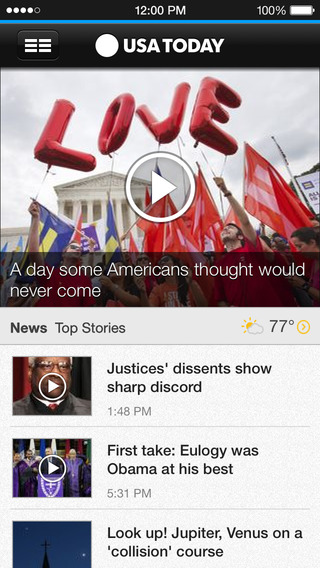 12:00 PM 100%
USA TODAY
LOVE
A day some Americans thought would
never come
News Top Stories 77°
Justices' dissents show
sharp discord
1:48 PM
First take: Eulogy was
Obama at his best
5:31 PM
Look up! Jupiter, Venus on a
'collision' course